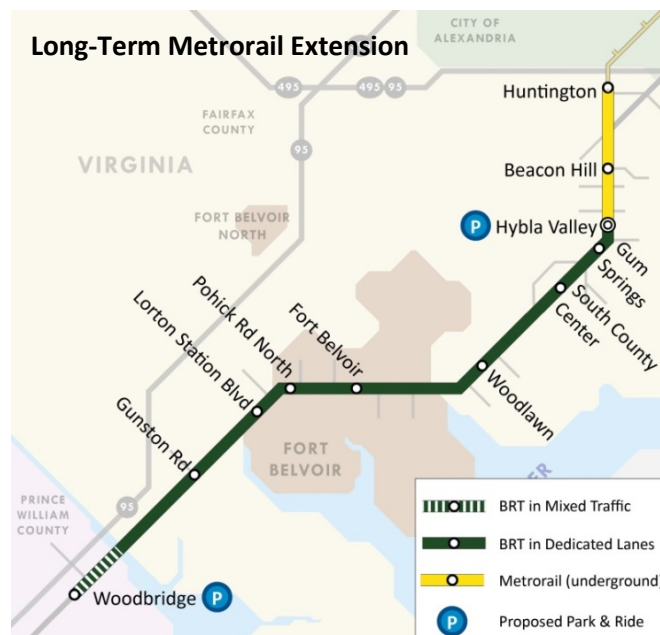 Long-Term Metrorail Extension
CITY OF
ALEXANDRIA
495
495
95
Huntington
FAIRFAX
COUNTY
95
VIRGINIA
Beacon Hill
FORT BELVOIR
NORTH
P
Hybla Valley
Gum
Springs
South County
Center
Pohick Rd North
Fort Belvoir
Lorton Station Blvd
Woodlawn
Gunston Rd
FORT
BELVOIR
PRINCE
WILLIAM
COUNTY
95
Woodbridge
P
BRT in Mixed Traffic
BRT in Dedicated Lanes
Metrorail (underground)
P
Proposed Park & Ride